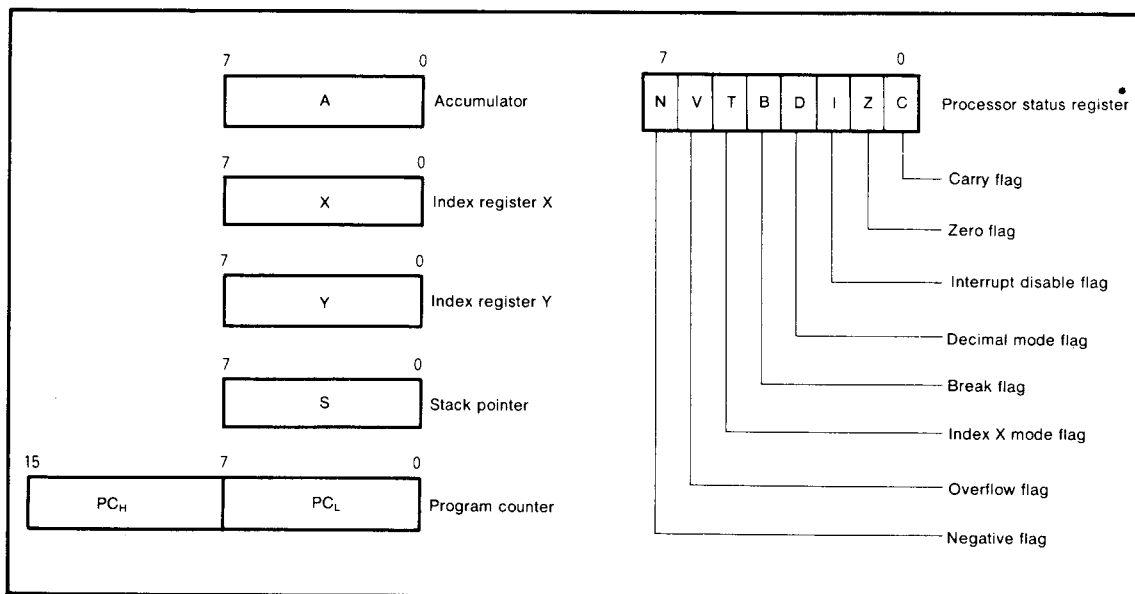 7 0
A Accumulator
7 0
X Index register X
7 0
Y Index register Y
7 0
S Stack pointer
15 7 0
PCH PCL Program counter
7 0
N V T B D I Z C Processor status register
Carry flag
Zero flag
Interrupt disable flag
Decimal mode flag
Break flag
Index X mode flag
Overflow flag
Negative flag